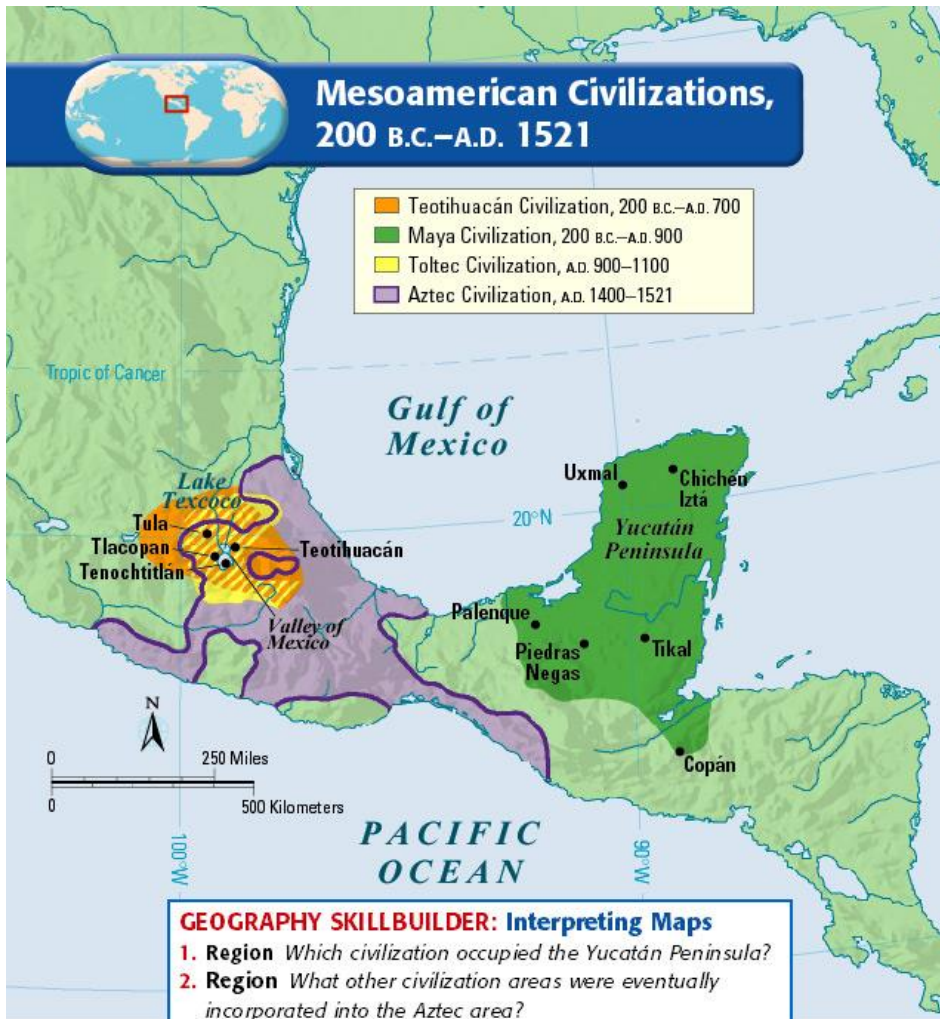 Mesoamerican Civilizations,
200 B.C.–A.D. 1521
Teotihuacán Civilization, 200 B.C.–A.D. 700
Maya Civilization, 200 B.C.–A.D. 900
Toltec Civilization, A.D. 900–1100
Aztec Civilization, A.D. 1400–1521
Tropic of Cancer
Gulf of
Mexico
Lake
Texcoco
Tula
Tlacopan
Tenochtitlán
Teotihuacán
Valley of
Mexico
20°N
Uxmal
Chichén
Iztá
Yucatán
Peninsula
Palenque
Piedras
Negas
Tikal
Copán
N
0
250 Miles
0
500 Kilometers
100°W
90°W
PACIFIC
OCEAN
GEOGRAPHY SKILLBUILDER: Interpreting Maps
1. Region Which civilization occupied the Yucatán Peninsula?
2. Region What other civilization areas were eventually
incorporated into the Aztec area?